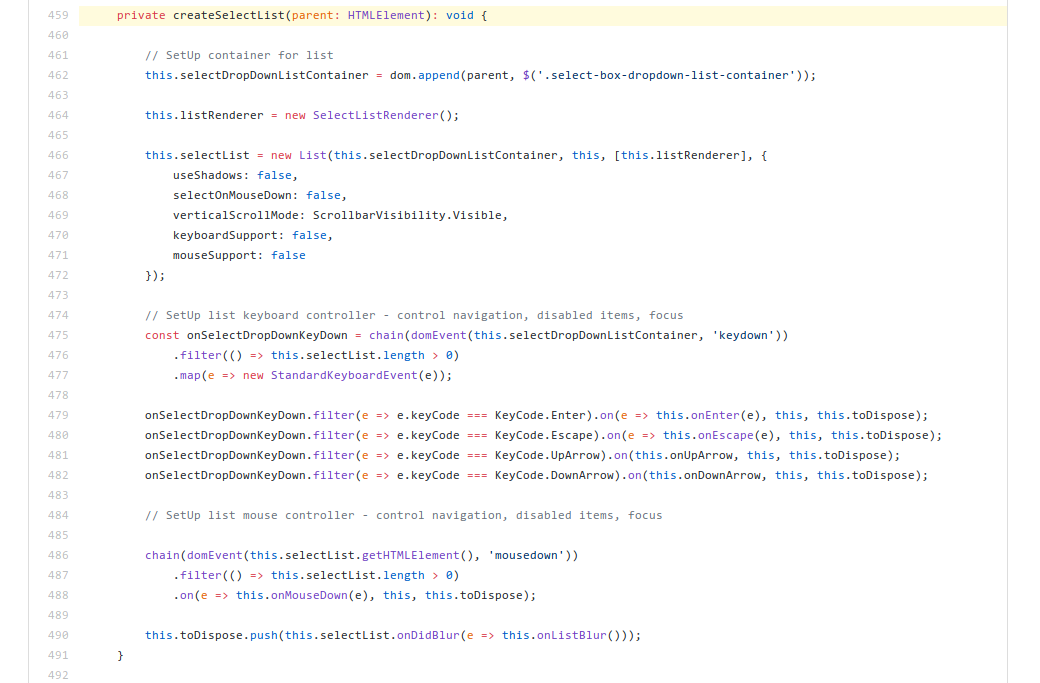 459 private createSelectList(parent: HTMLElement): void {
460
461 // SetUp container for list
462 this.selectDropDownListContainer = dom.append(parent, $('.select-box-dropdown-list-container'));
463
464 this.listRenderer = new SelectListRenderer();
465
466 this.selectList = new List(this.selectDropDownListContainer, this, [this.listRenderer], {
467 useShadows: false,
468 selectOnMouseDown: false,
469 verticalScrollMode: ScrollbarVisibility.Visible,
470 keyboardSupport: false,
471 mouseSupport: false
472 });
473
474 // SetUp list keyboard controller - control navigation, disabled items, focus
475 const onSelectDropDownKeyDown = chain(domEvent(this.selectDropDownListContainer, 'keydown'))
476 .filter(() => this.selectList.length > 0)
477 .map(e => new StandardKeyboardEvent(e));
478
479 onSelectDropDownKeyDown.filter(e => e.keyCode === KeyCode.Enter).on(e => this.onEnter(e), this, this.toDispose);
480 onSelectDropDownKeyDown.filter(e => e.keyCode === KeyCode.Escape).on(e => this.onEscape(e), this, this.toDispose);
481 onSelectDropDownKeyDown.filter(e => e.keyCode === KeyCode.UpArrow).on(this.onUpArrow, this, this.toDispose);
482 onSelectDropDownKeyDown.filter(e => e.keyCode === KeyCode.DownArrow).on(this.onDownArrow, this, this.toDispose);
483
484 // SetUp list mouse controller - control navigation, disabled items, focus
485
486 chain(domEvent(this.selectList.getHTMLElement(), 'mousedown'))
487 .filter(() => this.selectList.length > 0)
488 .on(e => this.onMouseDown(e), this, this.toDispose);
489
490 this.toDispose.push(this.selectList.onDidBlur(e => this.onListBlur()));
491 }
492